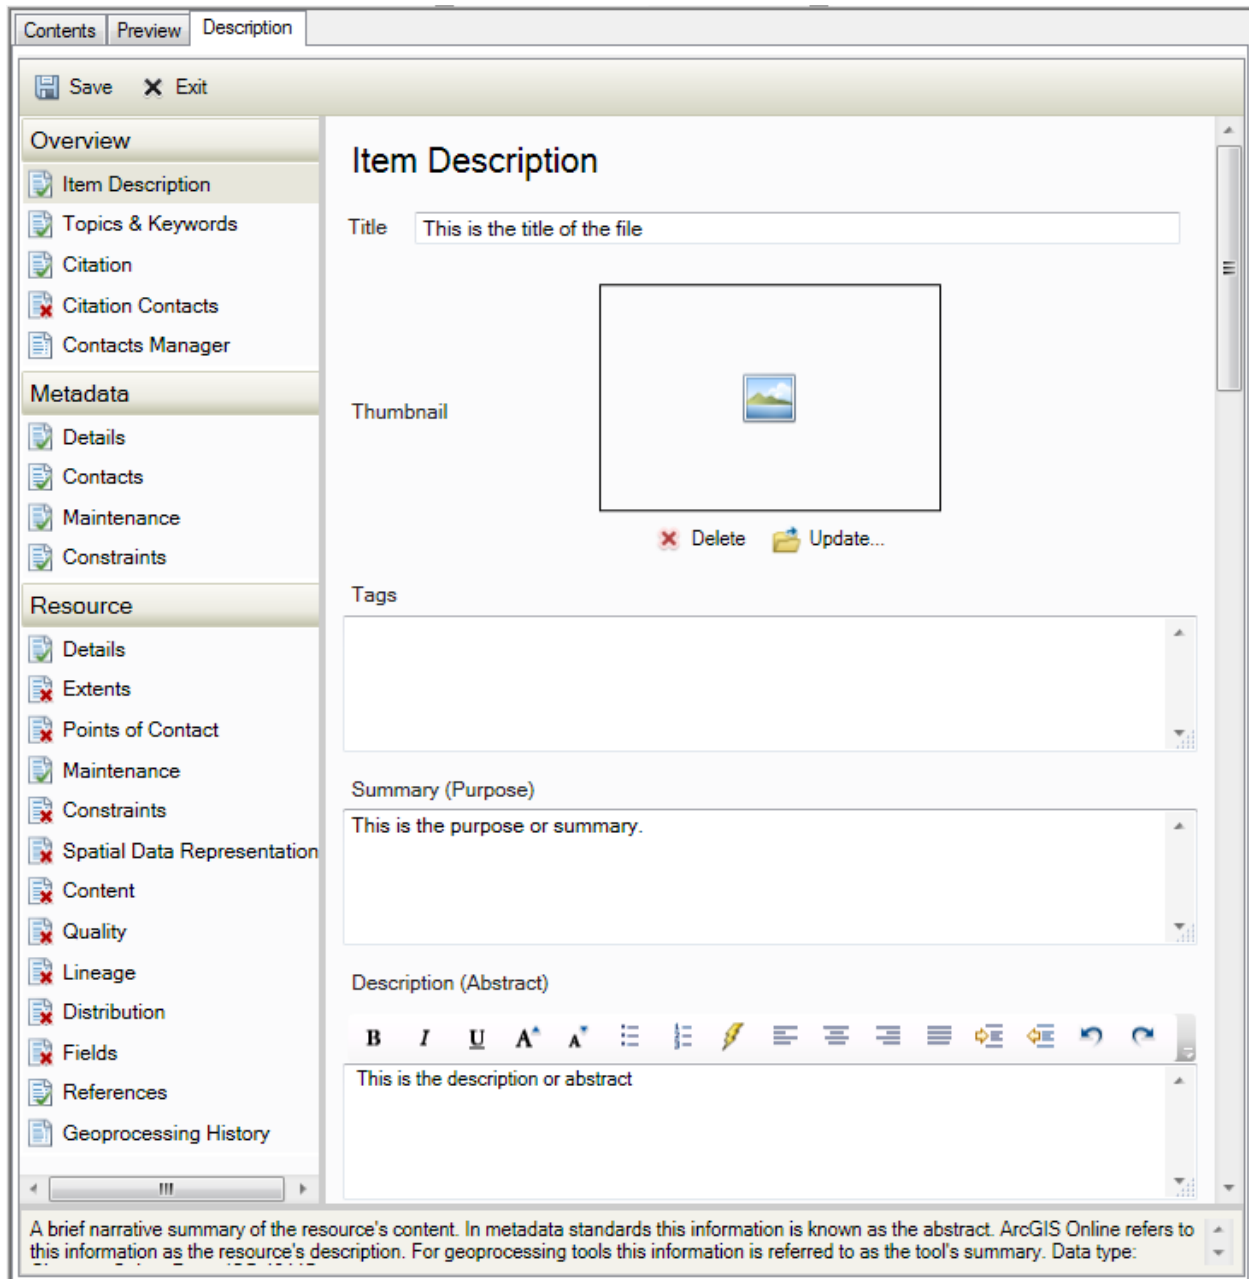 Contents Preview Description
Save Exit
Overview
Item Description
Topics & Keywords
Citation
Citation Contacts
Contacts Manager
Metadata
Details
Contacts
Maintenance
Constraints
Resource
Details
Extents
Points of Contact
Maintenance
Constraints
Spatial Data Representation
Content
Quality
Lineage
Distribution
Fields
References
Geoprocessing History
Item Description
Title This is the title of the file
Thumbnail
Delete Update...
Tags
Summary (Purpose)
This is the purpose or summary.
Description (Abstract)
B I U A A
This is the description or abstract
A brief narrative summary of the resource's content. In metadata standards this information is known as the abstract. ArcGIS Online refers to
this information as the resource's description. For geoprocessing tools this information is referred to as the tool's summary. Data type: